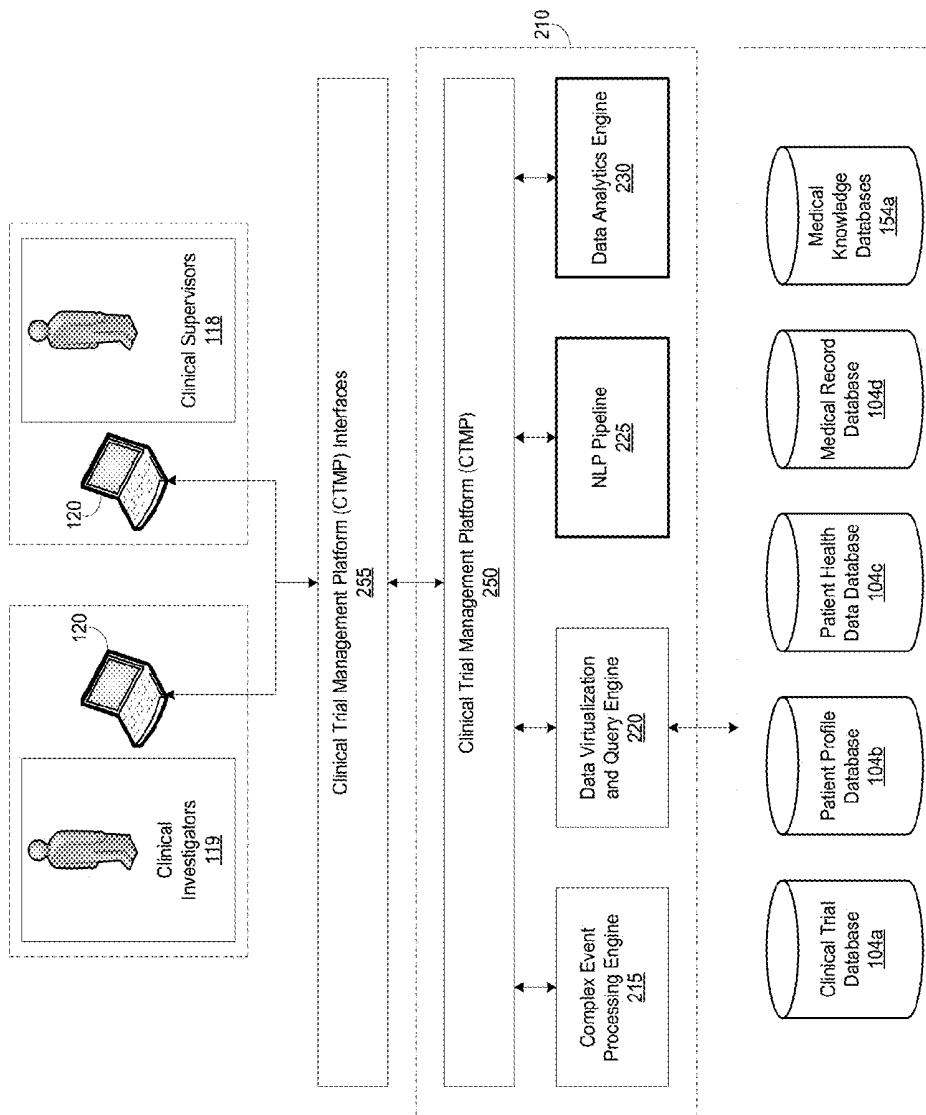 Clinical
Investigators
119
120
120
Clinical Supervisors
118
Clinical Trial Management Platform (CTMP) Interfaces
255
210
Clinical Trial Management Platform (CTMP)
250
Complex Event
Processing Engine
215
Data Virtualization
and Query Engine
220
NLP Pipeline
225
Data Analytics Engine
230
Clinical Trial
Database
104a
Patient Profile
Database
104b
Patient Health
Data Database
104c
Medical Record
Database
104d
Medical
Knowledge
Databases
154a